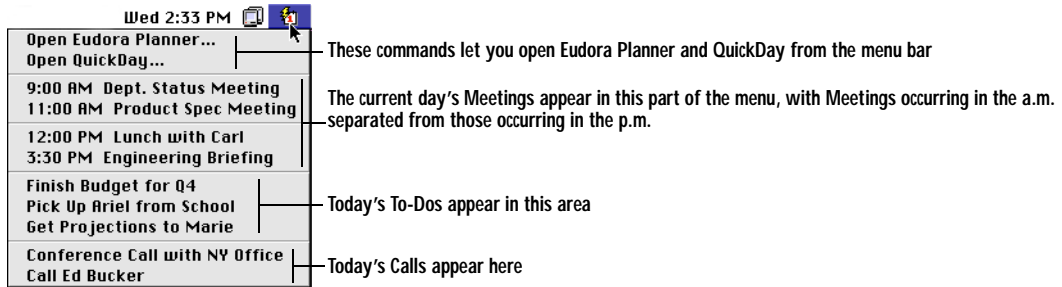 Wed 2:33 PM
Open Eudora Planner...
Open QuickDay...
These commands let you open Eudora Planner and QuickDay from the menu bar
9:00 AM Dept. Status Meeting
11:00 AM Product Spec Meeting
12:00 PM Lunch with Carl
3:30 PM Engineering Briefing
The current day's Meetings appear in this part of the menu, with Meetings occurring in the a.m.
separated from those occurring in the p.m.
Finish Budget for Q4
Pick Up Ariel from School
Get Projections to Marie
Today's To-Dos appear in this area
Conference Call with NY Office
Call Ed Bucker
Today's Calls appear here